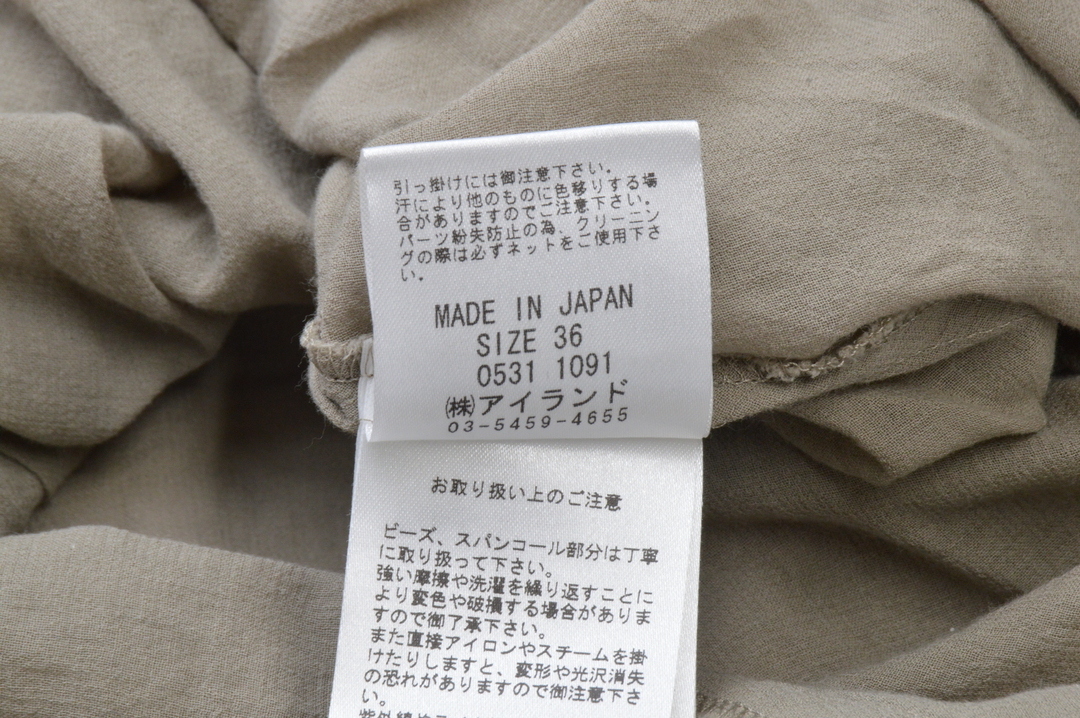 引っ掛けには御注意下さい。
汗により他のものに色移りする場
合がありますのでご注意下さい。
パーツ紛失防止の為、クリーニン
グの際は必ずネットをご使用下さ
い。
MADE IN JAPAN
SIZE 36
0531 1091
(株)アイランド
03-5459-4655
お取り扱い上のご注意
ビーズ、スパンコール部分は丁寧
に取り扱って下さい。
強い摩擦や洗濯を繰り返すことに
より変色や破損する場合がありま
すので御了承下さい。
また直接アイロンやスチームを掛
けたりしますと、変形や光沢消失
の恐れがありますので御注意下さ
い。